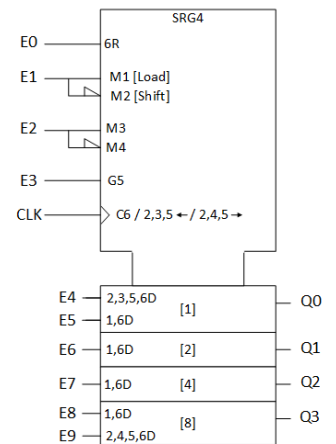 SRG4
E0 6R
E1 M1 [Load]
M2 [Shift]
E2 M3
M4
E3 G5
CLK C6 / 2,3,5 ← / 2,4,5 →
E4 2,3,5,6D [1] Q0
E5 1,6D
E6 1,6D [2] Q1
E7 1,6D [4] Q2
E8 1,6D [8] Q3
E9 2,4,5,6D